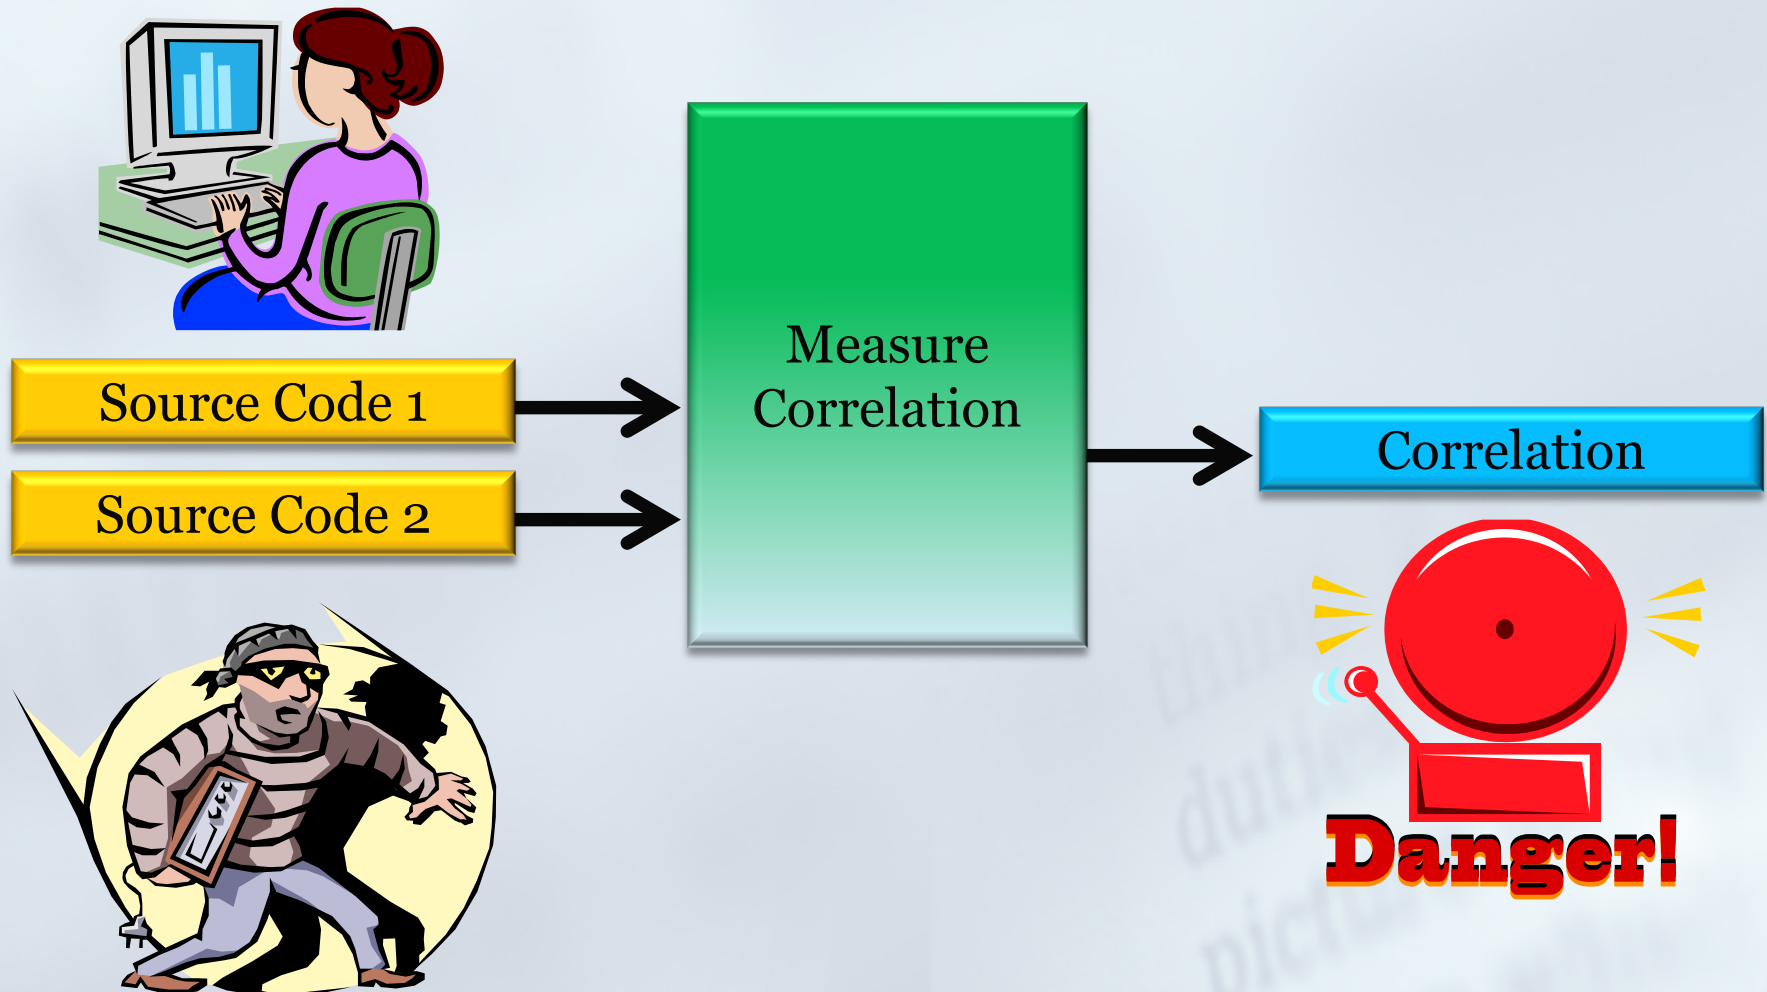 Source Code 1
Source Code 2
Measure
Correlation
Correlation
Danger!